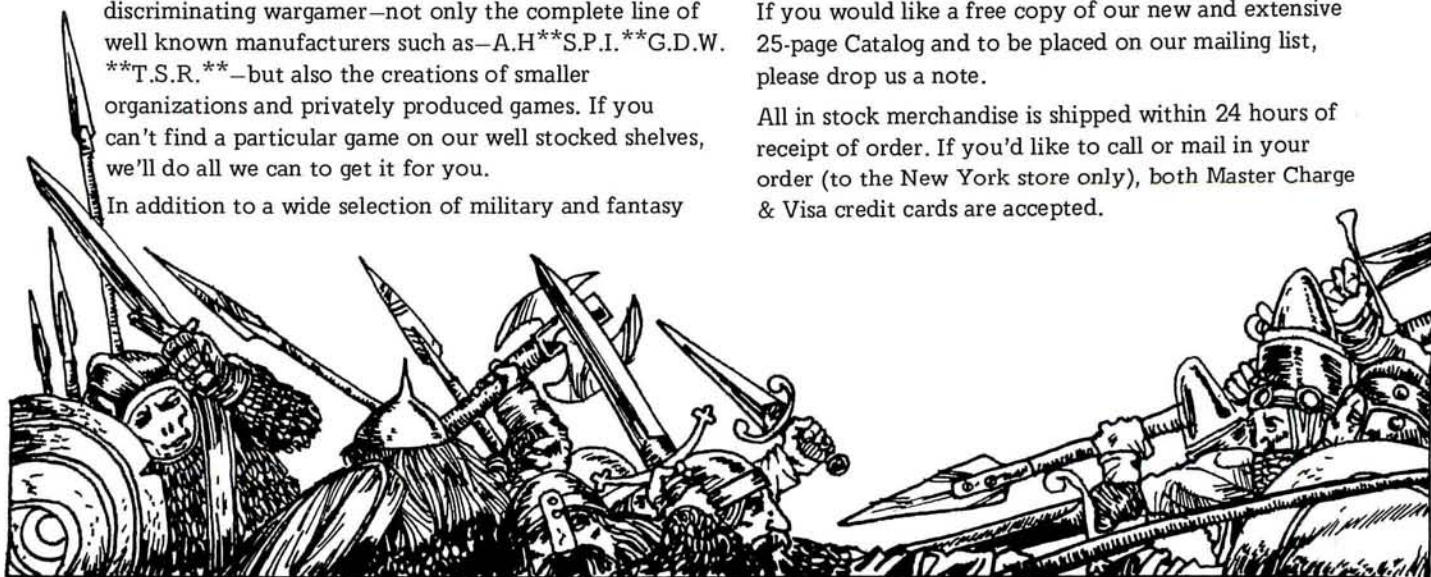 discriminating wargamer—not only the complete line of
well known manufacturers such as—A.H**S.P.I.**G.D.W.
**T.S.R.**—but also the creations of smaller
organizations and privately produced games. If you
can't find a particular game on our well stocked shelves,
we'll do all we can to get it for you.
In addition to a wide selection of military and fantasy
If you would like a free copy of our new and extensive
25-page Catalog and to be placed on our mailing list,
please drop us a note.
All in stock merchandise is shipped within 24 hours of
receipt of order. If you'd like to call or mail in your
order (to the New York store only), both Master Charge
& Visa credit cards are accepted.